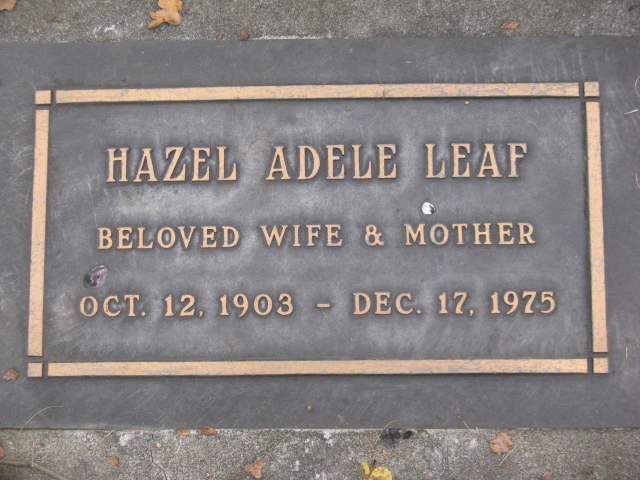 HAZEL ADELE LEAF
BELOVED WIFE & MOTHER
OCT. 12, 1903 – DEC. 17, 1975